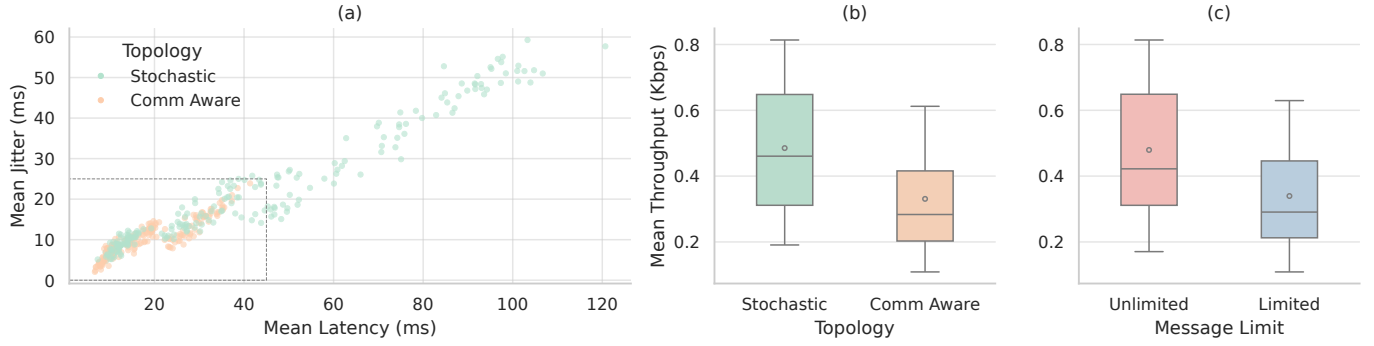 (a)
Mean Jitter (ms)
60
50
40
30
20
10
0
Topology
Stochastic
Comm Aware
20
40
60
80
100
120
Mean Latency (ms)
(b)
Mean Throughput (Kbps)
0.8
0.6
0.4
0.2
Stochastic
Comm Aware
Topology
(c)
0.8
0.6
0.4
0.2
Unlimited
Limited
Message Limit